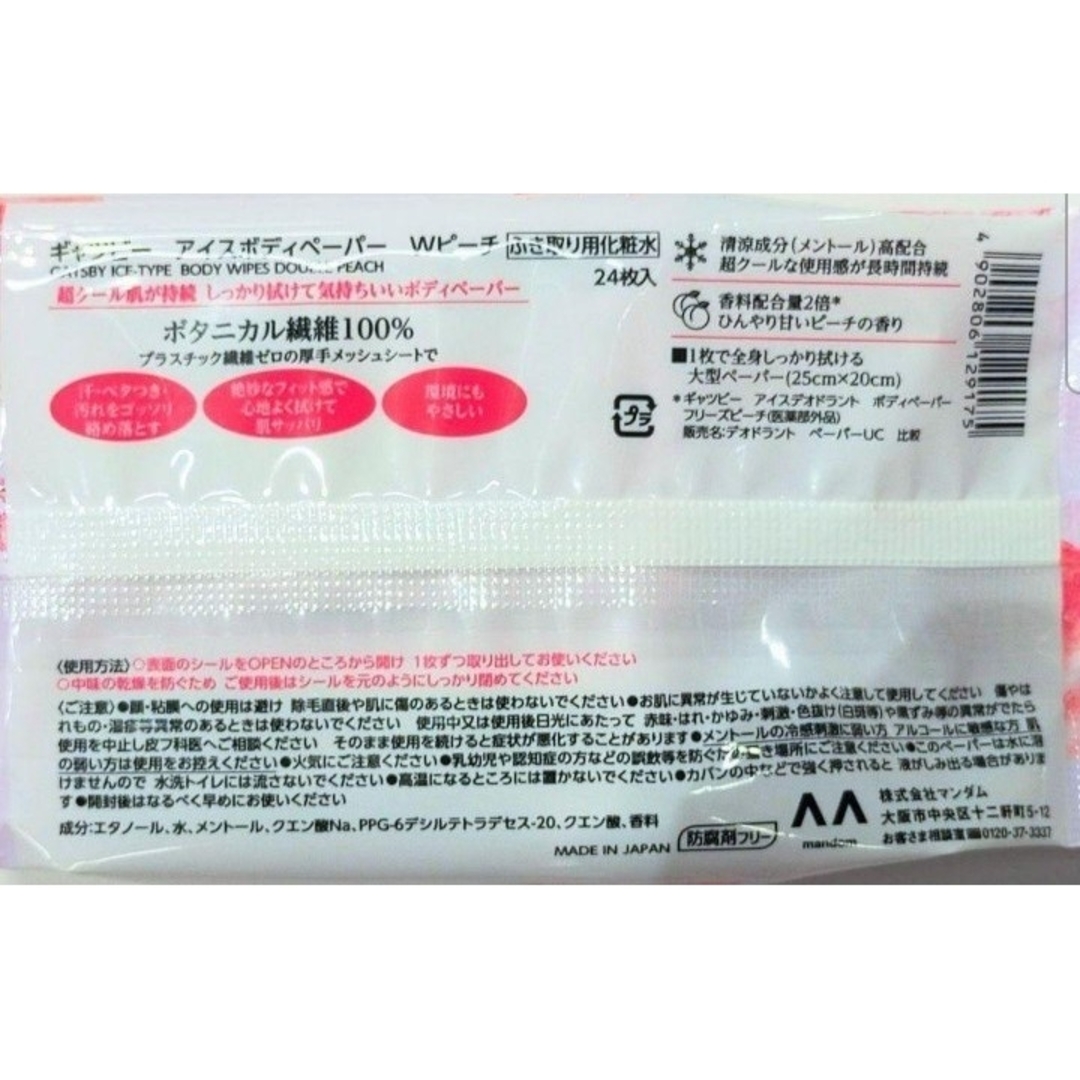 ギャツビー アイスボディペーパー Wピーチ ふき取り用化粧水
GATSBY ICE-TYPE BODY WIPES DOUBLE PEACH
24枚入
超クール肌が持続 しっかり拭けて気持ちいいボディペーパー
ボタニカル繊維100%
プラスチック繊維ゼロの厚手メッシュシートで
汗・ベタつき・
汚れをゴッソリ
絡め落とす
絶妙なフィット感で
心地よく拭けて
肌サッパリ
環境にも
やさしい
プラ
清涼成分(メントール)高配合
超クールな使用感が長時間持続
香料配合量2倍*
ひんやり甘いピーチの香り
■1枚で全身しっかり拭ける
大型ペーパー(25cm×20cm)
*ギャツビー アイスデオドラント ボディペーパー
フリーズピーチ(医薬部外品)
販売名:デオドラント ペーパーUC 比較
4 902806 129175
〈使用方法〉○表面のシールをOPENのところから開け 1枚ずつ取り出してお使いください
○中味の乾燥を防ぐため ご使用後はシールを元のようにしっかり閉めてください
〈ご注意〉●顔・粘膜への使用は避け 除毛直後や肌に傷のあるときは使わないでください●お肌に異常が生じていないかよく注意して使用してください 傷やは
れもの・湿疹等異常のあるときは使わないでください 使用中又は使用後日光にあたって 赤味・はれ・かゆみ・刺激・色抜け(白斑等)や黒ずみ等の異常がでたら
使用を中止し皮フ科医へご相談ください そのまま使用を続けると症状が悪化することがあります●メントールの冷感刺激に弱い方 アルコールに敏感な方 肌
の弱い方は使用をお控えください●火気にご注意ください●乳幼児や認知症の方などの誤飲等を防ぐため 置き場所にご注意ください●このペーパーは水に溶
けませんので 水洗トイレには流さないでください●高温になるところには置かないでください●カバンの中などで強く押されると 液がしみ出る場合がありま
す●開封後はなるべく早めにお使いください
成分:エタノール、水、メントール、クエン酸Na、PPG-6デシルテトラデセス-20、クエン酸、香料
MADE IN JAPAN
防腐剤フリー
mandom
株式会社マンダム
大阪市中央区十二軒町5-12
お客さま相談室 0120-37-3337